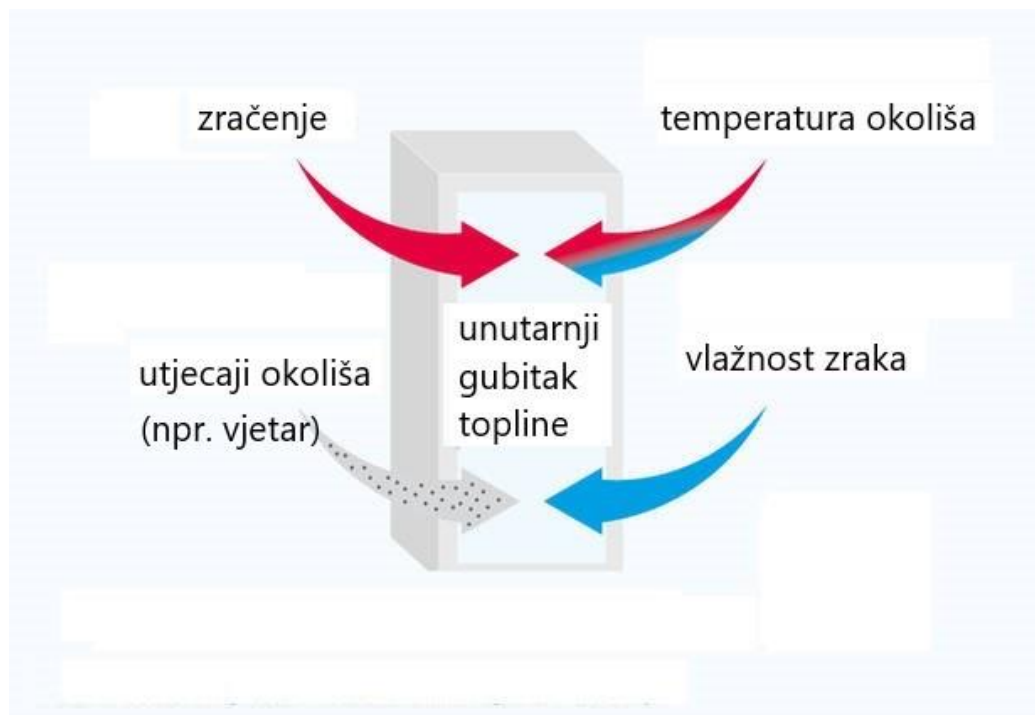 zračenje
temperatura okoliša
unutarnji
gubitak
topline
utjecaji okoliša
(npr. vjetar)
vlažnost zraka